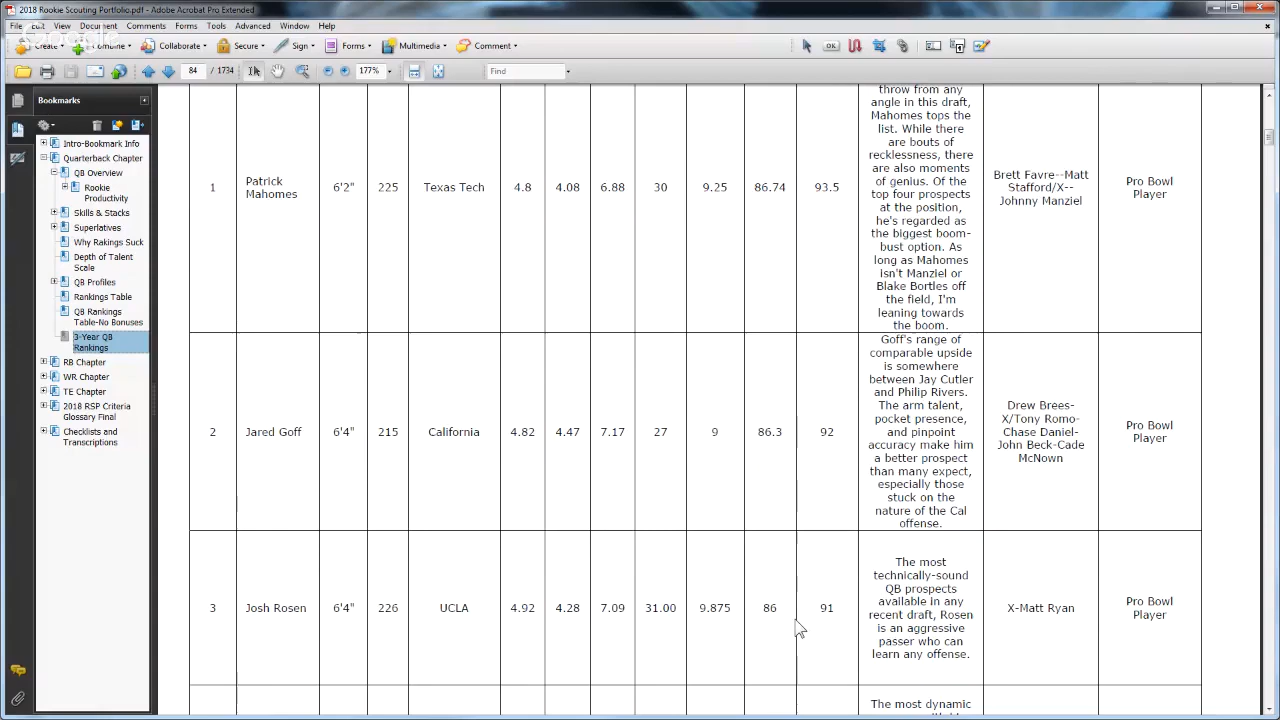 2018 Rookie Scouting Portfolio.pdf - Adobe Acrobat Pro Extended
File Edit View Document Comments Forms Tools Advanced Window Help
Create Combine Collaborate Secure Sign Forms Multimedia Comment
Google
84 / 1734 177% Find
Bookmarks
Intro-Bookmark Info
Quarterback Chapter
QB Overview
Rookie
Productivity
Skills & Stacks
Superlatives
Why Rakings Suck
Depth of Talent
Scale
QB Profiles
Rankings Table
QB Rankings
Table-No Bonuses
3-Year QB
Rankings
RB Chapter
WR Chapter
TE Chapter
2018 RSP Criteria
Glossary Final
Checklists and
Transcriptions
1
Patrick
Mahomes
6'2"
225
Texas Tech
4.8
4.08
6.88
30
9.25
86.74
93.5
throw from any
angle in this draft,
Mahomes tops the
list. While there
are bouts of
recklessness, there
are also moments
of genius. Of the
top four prospects
at the position,
he's regarded as
the biggest boom-
bust option. As
long as Mahomes
isn't Manziel or
Blake Bortles off
the field, I'm
leaning towards
the boom.
Brett Favre--Matt
Stafford/X--
Johnny Manziel
Pro Bowl
Player
2
Jared Goff
6'4"
215
California
4.82
4.47
7.17
27
9
86.3
92
Goff's range of
comparable upside
is somewhere
between Jay Cutler
and Philip Rivers.
The arm talent,
pocket presence,
and pinpoint
accuracy make him
a better prospect
than many expect,
especially those
stuck on the
nature of the Cal
offense.
Drew Brees-
X/Tony Romo-
Chase Daniel-
John Beck-Cade
McNown
Pro Bowl
Player
3
Josh Rosen
6'4"
226
UCLA
4.92
4.28
7.09
31.00
9.875
86
91
The most
technically-sound
QB prospects
available in any
recent draft, Rosen
is an aggressive
passer who can
learn any offense.
X-Matt Ryan
Pro Bowl
Player
The most dynamic